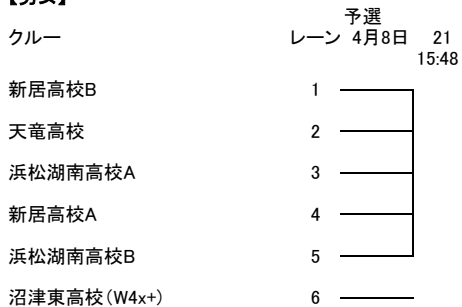 予選
クルー レーン 4月8日 21
15:48
新居高校B 1
天竜高校 2
浜松湖南高校A 3
新居高校A 4
浜松湖南高校B 5
沼津東高校（W4x+） 6